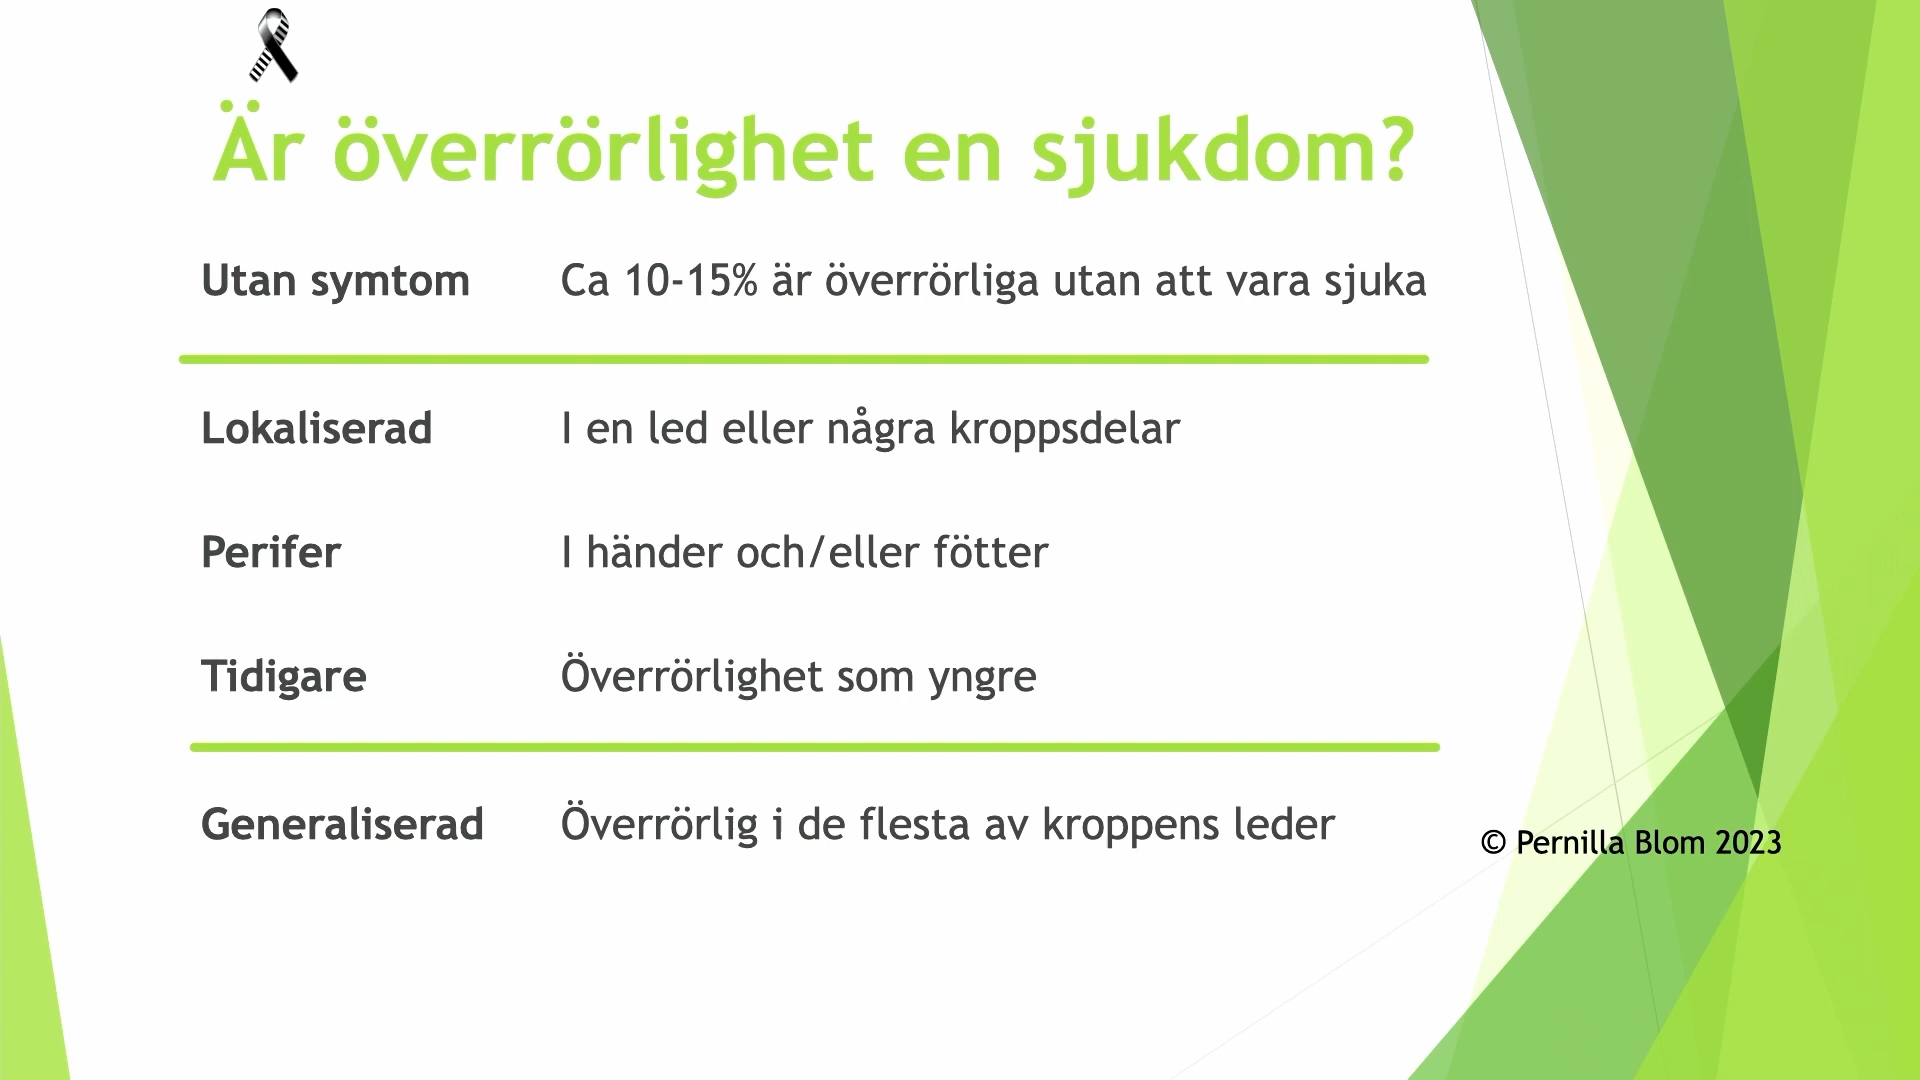 Är överrörlighet en sjukdom?
Utan symtom Ca 10-15% är överrörliga utan att vara sjuka
Lokaliserad I en led eller några kroppsdelar
Perifer I händer och/eller fötter
Tidigare Överrörlighet som yngre
Generaliserad Överrörlig i de flesta av kroppens leder
© Pernilla Blom 2023